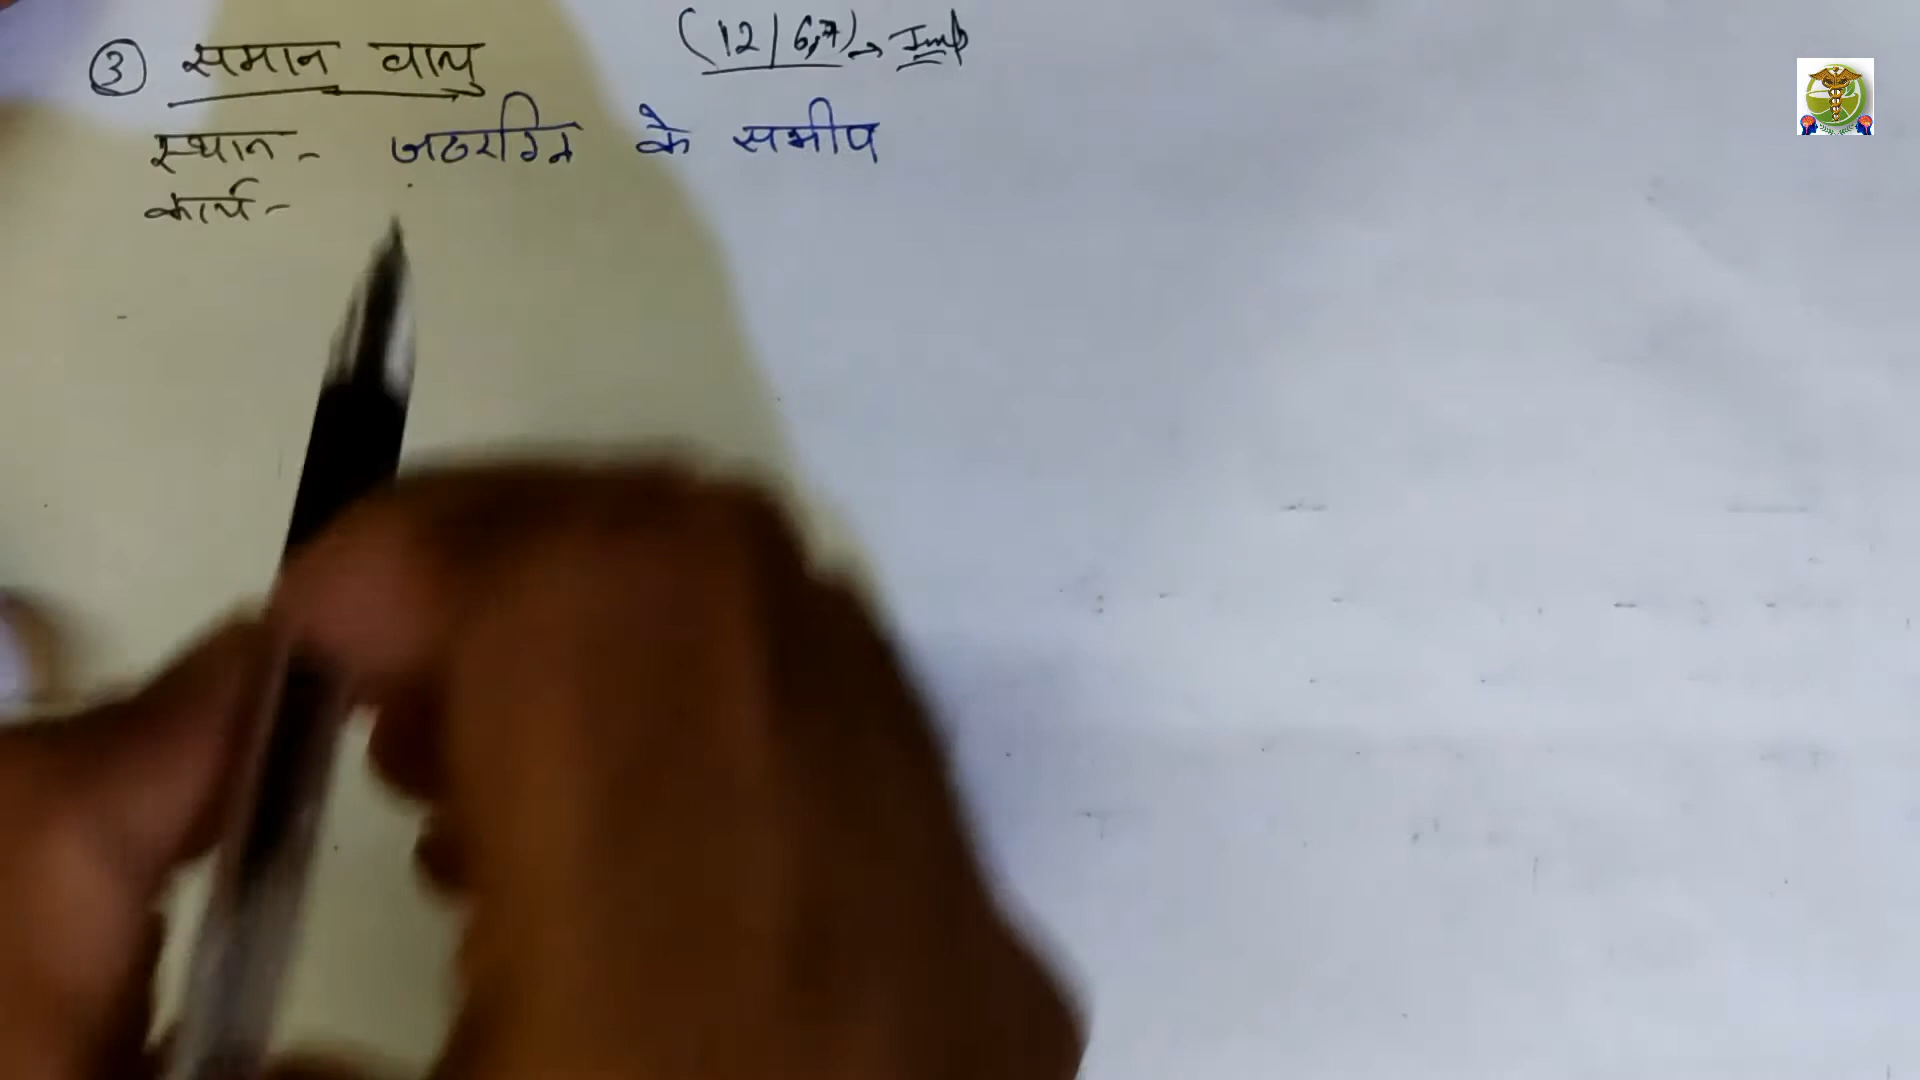 ③ समान वायु (12/6,7) → Imp
स्थान - जठराग्नि के समीप
कार्य -